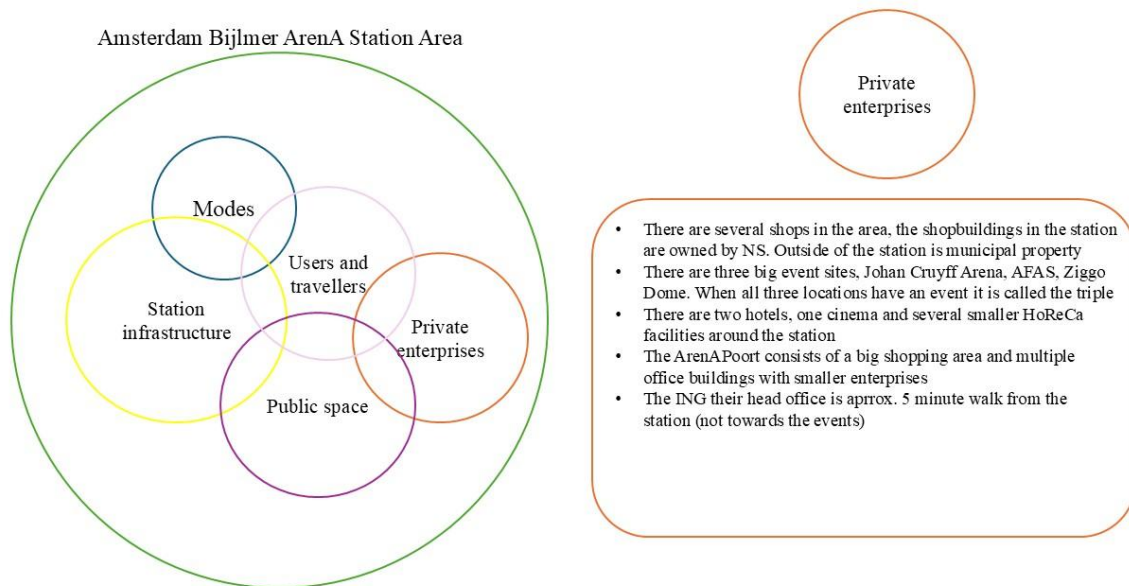 Amsterdam Bijlmer ArenA Station Area
Modes
Users and
travellers
Station
infrastructure
Private
enterprises
Public space
Private
enterprises
• There are several shops in the area, the shopbuildings in the station
are owned by NS. Outside of the station is municipal property
• There are three big event sites, Johan Cruyff Arena, AFAS, Ziggo
Dome. When all three locations have an event it is called the triple
• There are two hotels, one cinema and several smaller HoReCa
facilities around the station
• The ArenAPoort consists of a big shopping area and multiple
office buildings with smaller enterprises
• The ING their head office is aprrox. 5 minute walk from the
station (not towards the events)